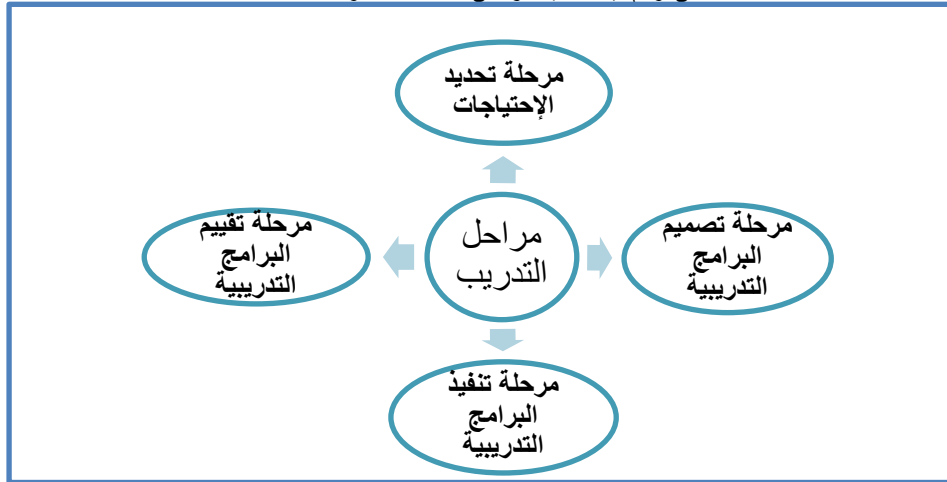 مرحلة تحديد
الإحتياجات
مراحل
التدريب
مرحلة تصميم
البرامج
التدريبية
مرحلة تقييم
البرامج
التدريبية
مرحلة تنفيذ
البرامج
التدريبية